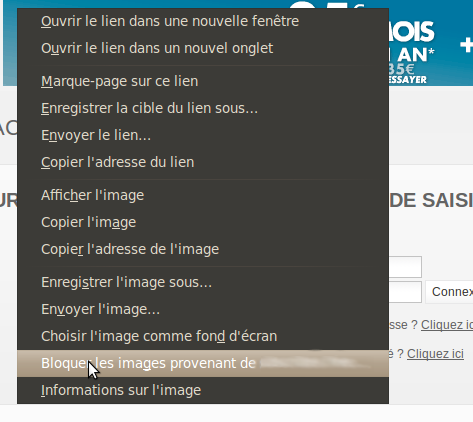 MOIS
+
AN*
35€
ESSAYER
Ouvrir le lien dans une nouvelle fenêtre
Ouvrir le lien dans un nouvel onglet
Marque-page sur ce lien
Enregistrer la cible du lien sous...
Envoyer le lien...
Copier l'adresse du lien
Afficher l'image
Copier l'image
DE SAISI
Copier l'adresse de l'image
Enregistrer l'image sous...
Connex
Envoyer l'image...
sse ? Cliquez ic
Choisir l'image comme fond d'écran
é ? Cliquez ici
Bloquer les images provenant de
Informations sur l'image